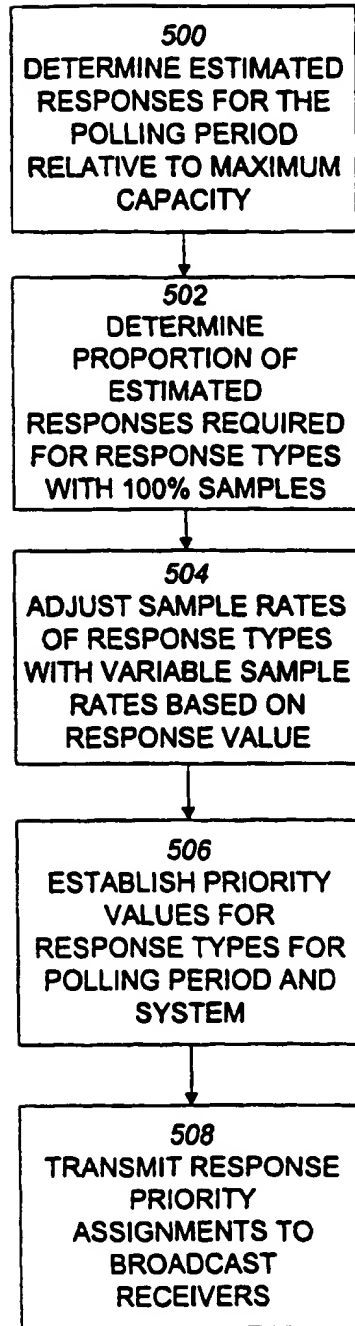 500
DETERMINE ESTIMATED
RESPONSES FOR THE
POLLING PERIOD
RELATIVE TO MAXIMUM
CAPACITY
502
DETERMINE
PROPORTION OF
ESTIMATED
RESPONSES REQUIRED
FOR RESPONSE TYPES
WITH 100% SAMPLES
504
ADJUST SAMPLE RATES
OF RESPONSE TYPES
WITH VARIABLE SAMPLE
RATES BASED ON
RESPONSE VALUE
506
ESTABLISH PRIORITY
VALUES FOR
RESPONSE TYPES FOR
POLLING PERIOD AND
SYSTEM
508
TRANSMIT RESPONSE
PRIORITY
ASSIGNMENTS TO
BROADCAST
RECEIVERS